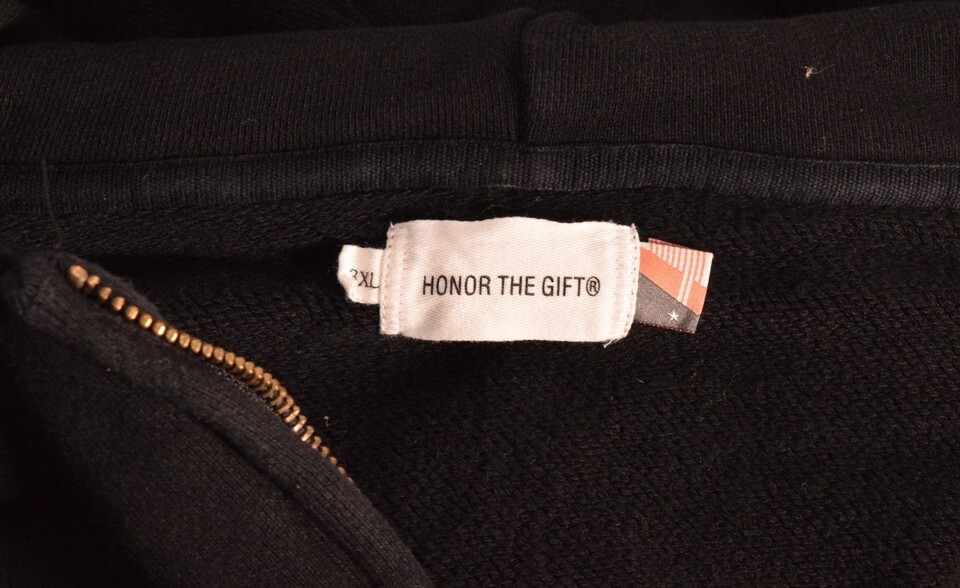 3XL
HONOR THE GIFT®